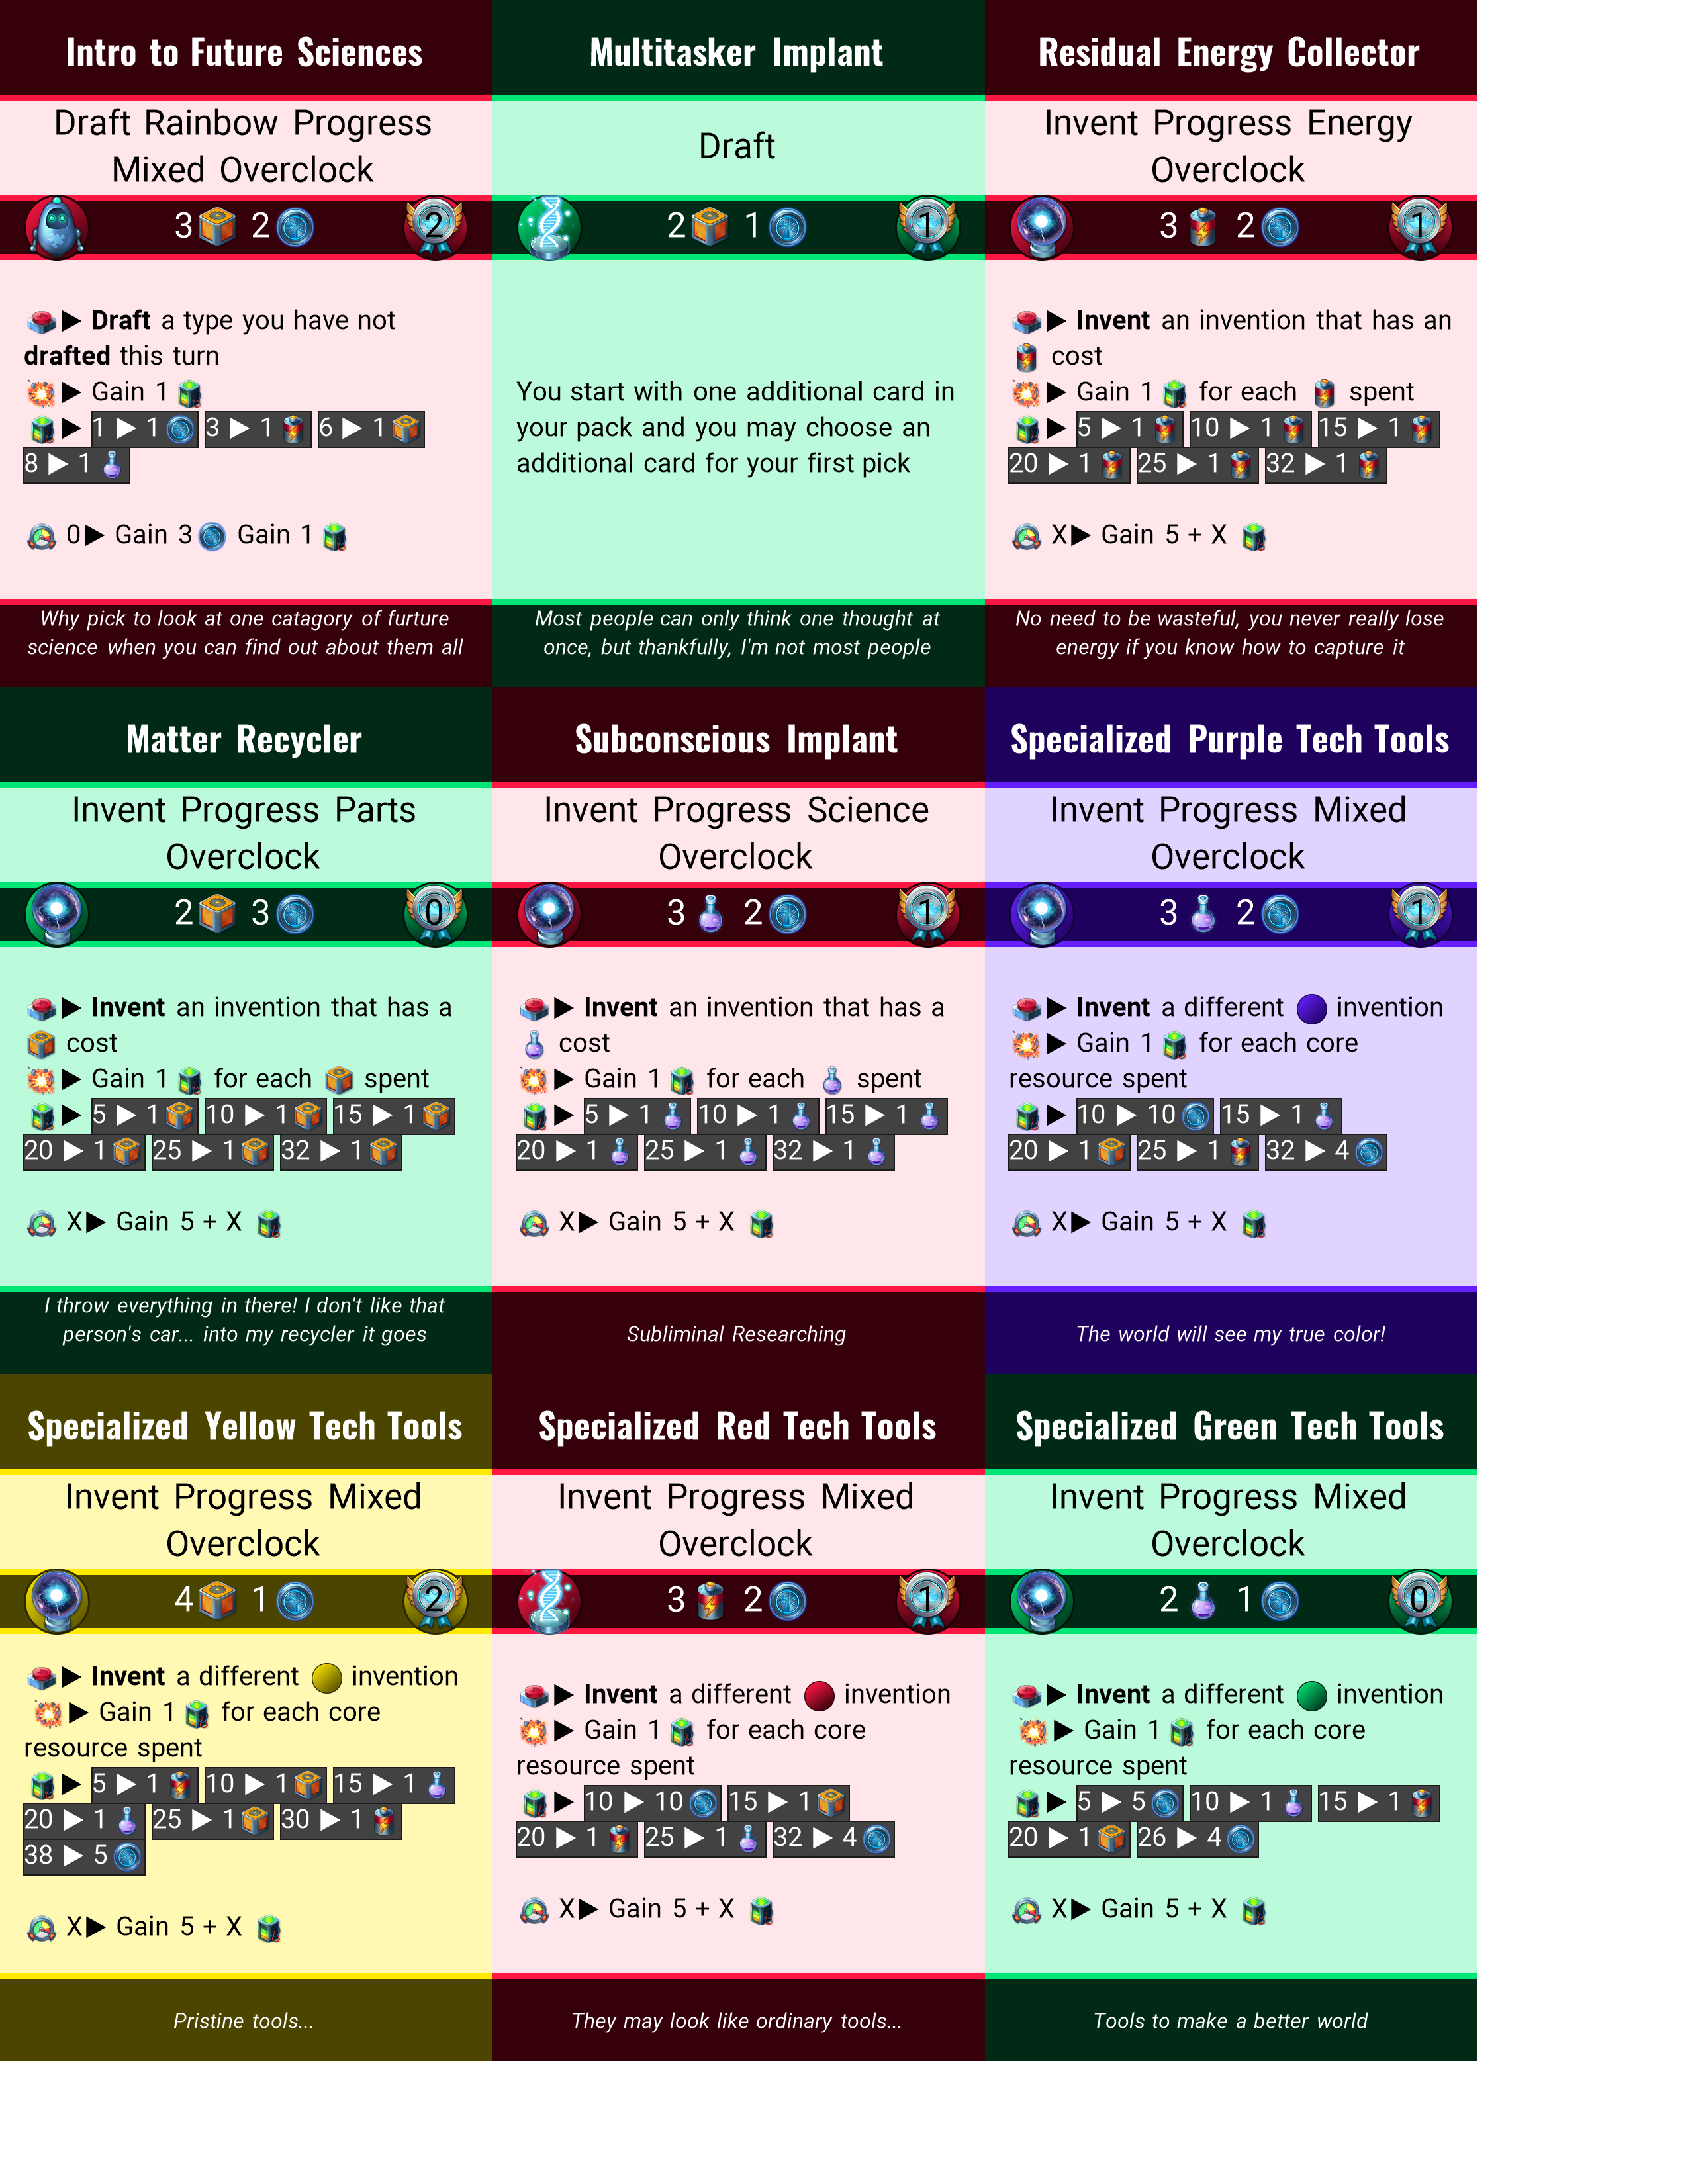 Intro to Future Sciences
Draft Rainbow Progress
Mixed Overclock
3 2 2
▶ Draft a type you have not
drafted this turn
▶ Gain 1
▶ 1 ▶ 1 3 ▶ 1 6 ▶ 1
8 ▶ 1
0▶ Gain 3 Gain 1
Why pick to look at one catagory of furture
science when you can find out about them all
Multitasker Implant
Draft
2 1 1
You start with one additional card in
your pack and you may choose an
additional card for your first pick
Most people can only think one thought at
once, but thankfully, I'm not most people
Residual Energy Collector
Invent Progress Energy
Overclock
3 2 1
▶ Invent an invention that has an
cost
▶ Gain 1 for each spent
▶ 5 ▶ 1 10 ▶ 1 15 ▶ 1
20 ▶ 1 25 ▶ 1 32 ▶ 1
X▶ Gain 5 + X
No need to be wasteful, you never really lose
energy if you know how to capture it
Matter Recycler
Invent Progress Parts
Overclock
2 3 0
▶ Invent an invention that has a
cost
▶ Gain 1 for each spent
▶ 5 ▶ 1 10 ▶ 1 15 ▶ 1
20 ▶ 1 25 ▶ 1 32 ▶ 1
X▶ Gain 5 + X
I throw everything in there! I don't like that
person's car... into my recycler it goes
Subconscious Implant
Invent Progress Science
Overclock
3 2 1
▶ Invent an invention that has a
cost
▶ Gain 1 for each spent
▶ 5 ▶ 1 10 ▶ 1 15 ▶ 1
20 ▶ 1 25 ▶ 1 32 ▶ 1
X▶ Gain 5 + X
Subliminal Researching
Specialized Purple Tech Tools
Invent Progress Mixed
Overclock
3 2 1
▶ Invent a different invention
▶ Gain 1 for each core
resource spent
▶ 10 ▶ 10 15 ▶ 1
20 ▶ 1 25 ▶ 1 32 ▶ 4
X▶ Gain 5 + X
The world will see my true color!
Specialized Yellow Tech Tools
Invent Progress Mixed
Overclock
4 1 2
▶ Invent a different invention
▶ Gain 1 for each core
resource spent
▶ 5 ▶ 1 10 ▶ 1 15 ▶ 1
20 ▶ 1 25 ▶ 1 30 ▶ 1
38 ▶ 5
X▶ Gain 5 + X
Pristine tools...
Specialized Red Tech Tools
Invent Progress Mixed
Overclock
3 2 1
▶ Invent a different invention
▶ Gain 1 for each core
resource spent
▶ 10 ▶ 10 15 ▶ 1
20 ▶ 1 25 ▶ 1 32 ▶ 4
X▶ Gain 5 + X
They may look like ordinary tools...
Specialized Green Tech Tools
Invent Progress Mixed
Overclock
2 1 0
▶ Invent a different invention
▶ Gain 1 for each core
resource spent
▶ 5 ▶ 5 10 ▶ 1 15 ▶ 1
20 ▶ 1 26 ▶ 4
X▶ Gain 5 + X
Tools to make a better world